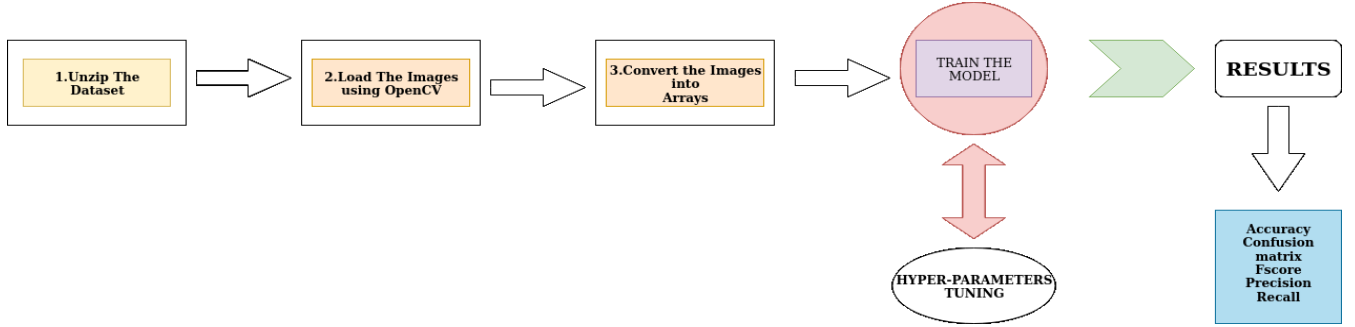 1.Unzip The
Dataset
2.Load The Images
using OpenCV
3.Convert the Images
into
Arrays
TRAIN THE
MODEL
RESULTS
HYPER-PARAMETERS
TUNING
Accuracy
Confusion
matrix
Fscore
Precision
Recall